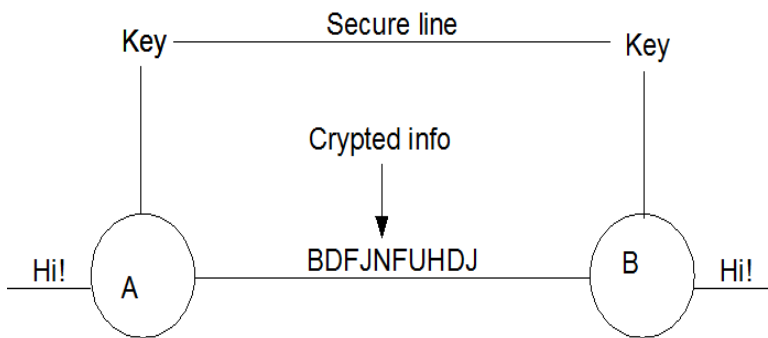 Secure line
Key
Key
Crypted info
BDFJNFUHDJ
Hi!
A
B
Hi!